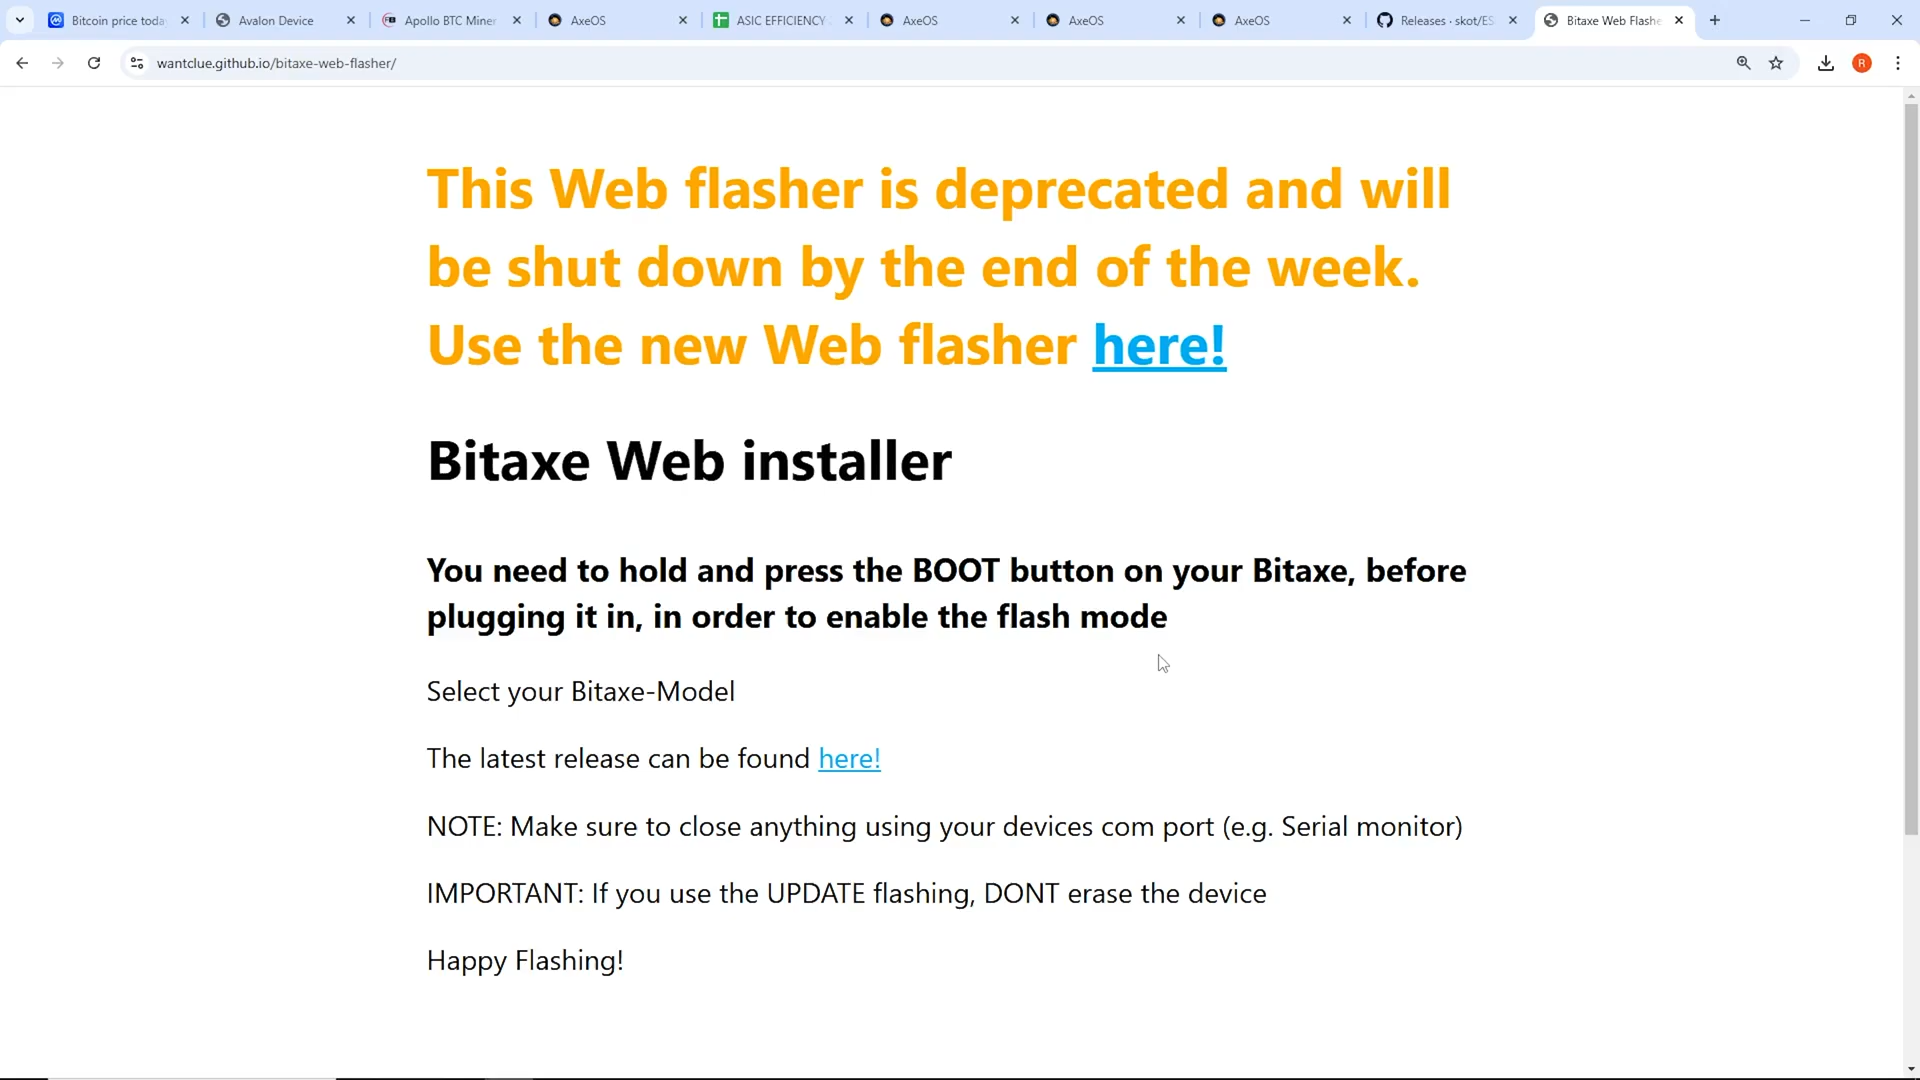 Bitcoin price toda
Avalon Device
Apollo BTC Miner
AxeOS
ASIC EFFICIENCY
AxeOS
AxeOS
AxeOS
Releases · skot/ES
Bitaxe Web Flashe
wantclue.github.io/bitaxe-web-flasher/
R
This Web flasher is deprecated and will
be shut down by the end of the week.
Use the new Web flasher here!
Bitaxe Web installer
You need to hold and press the BOOT button on your Bitaxe, before
plugging it in, in order to enable the flash mode
Select your Bitaxe-Model
The latest release can be found here!
NOTE: Make sure to close anything using your devices com port (e.g. Serial monitor)
IMPORTANT: If you use the UPDATE flashing, DONT erase the device
Happy Flashing!